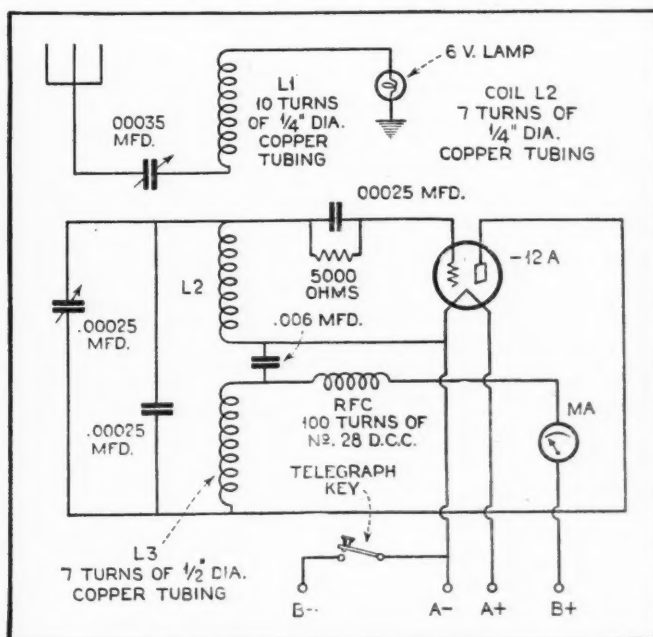 6 V. LAMP
L1
10 TURNS
OF 1/4" DIA.
COPPER
TUBING
COIL L2
7 TURNS OF
1/4" DIA.
COPPER TUBING
.00035
MFD.
.00025 MFD.
-12A
5000
OHMS
L2
.006 MFD.
.00025
MFD.
.00025
MFD.
RFC
100 TURNS OF
Nº. 28 D.C.C.
MA
TELEGRAPH
KEY
L3
7 TURNS OF 1/2" DIA.
COPPER TUBING
B-
A-
A+
B+